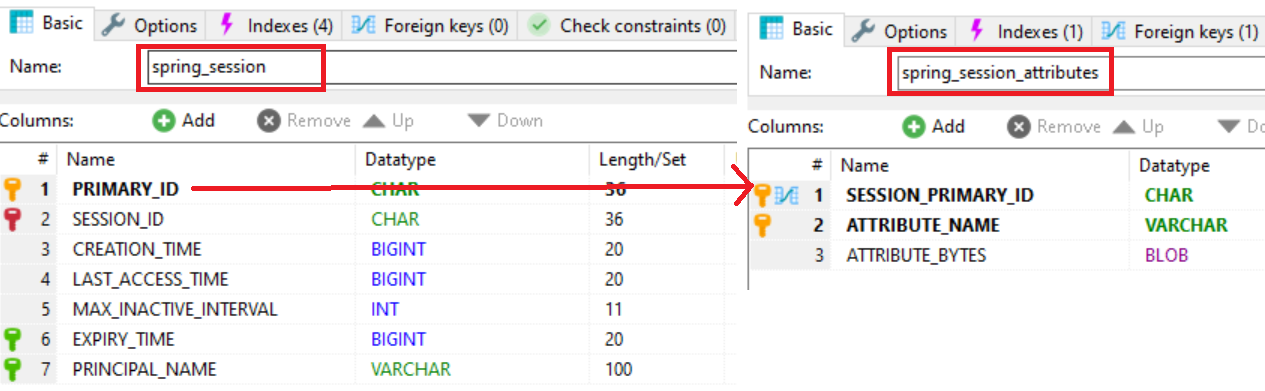 Basic Options Indexes (4) Foreign keys (0) Check constraints (0)
Name: spring_session
Columns: Add Remove Up Down
# Name Datatype Length/Set
1 PRIMARY_ID CHAR 36
2 SESSION_ID CHAR 36
3 CREATION_TIME BIGINT 20
4 LAST_ACCESS_TIME BIGINT 20
5 MAX_INACTIVE_INTERVAL INT 11
6 EXPIRY_TIME BIGINT 20
7 PRINCIPAL_NAME VARCHAR 100
Basic Options Indexes (1) Foreign keys (1)
Name: spring_session_attributes
Columns: Add Remove Up
# Name Datatype
1 SESSION_PRIMARY_ID CHAR
2 ATTRIBUTE_NAME VARCHAR
3 ATTRIBUTE_BYTES BLOB